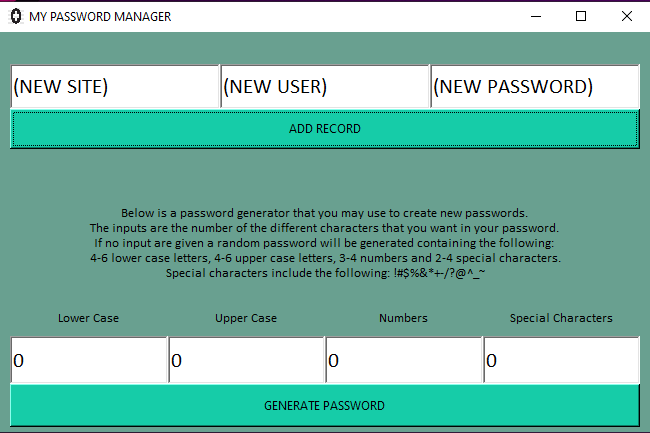 MY PASSWORD MANAGER
(NEW SITE) (NEW USER) (NEW PASSWORD)
ADD RECORD
Below is a password generator that you may use to create new passwords.
The inputs are the number of the different characters that you want in your password.
If no input are given a random password will be generated containing the following:
4-6 lower case letters, 4-6 upper case letters, 3-4 numbers and 2-4 special characters.
Special characters include the following: !#$%&*+-/?@^_~
Lower Case Upper Case Numbers Special Characters
0 0 0 0
GENERATE PASSWORD